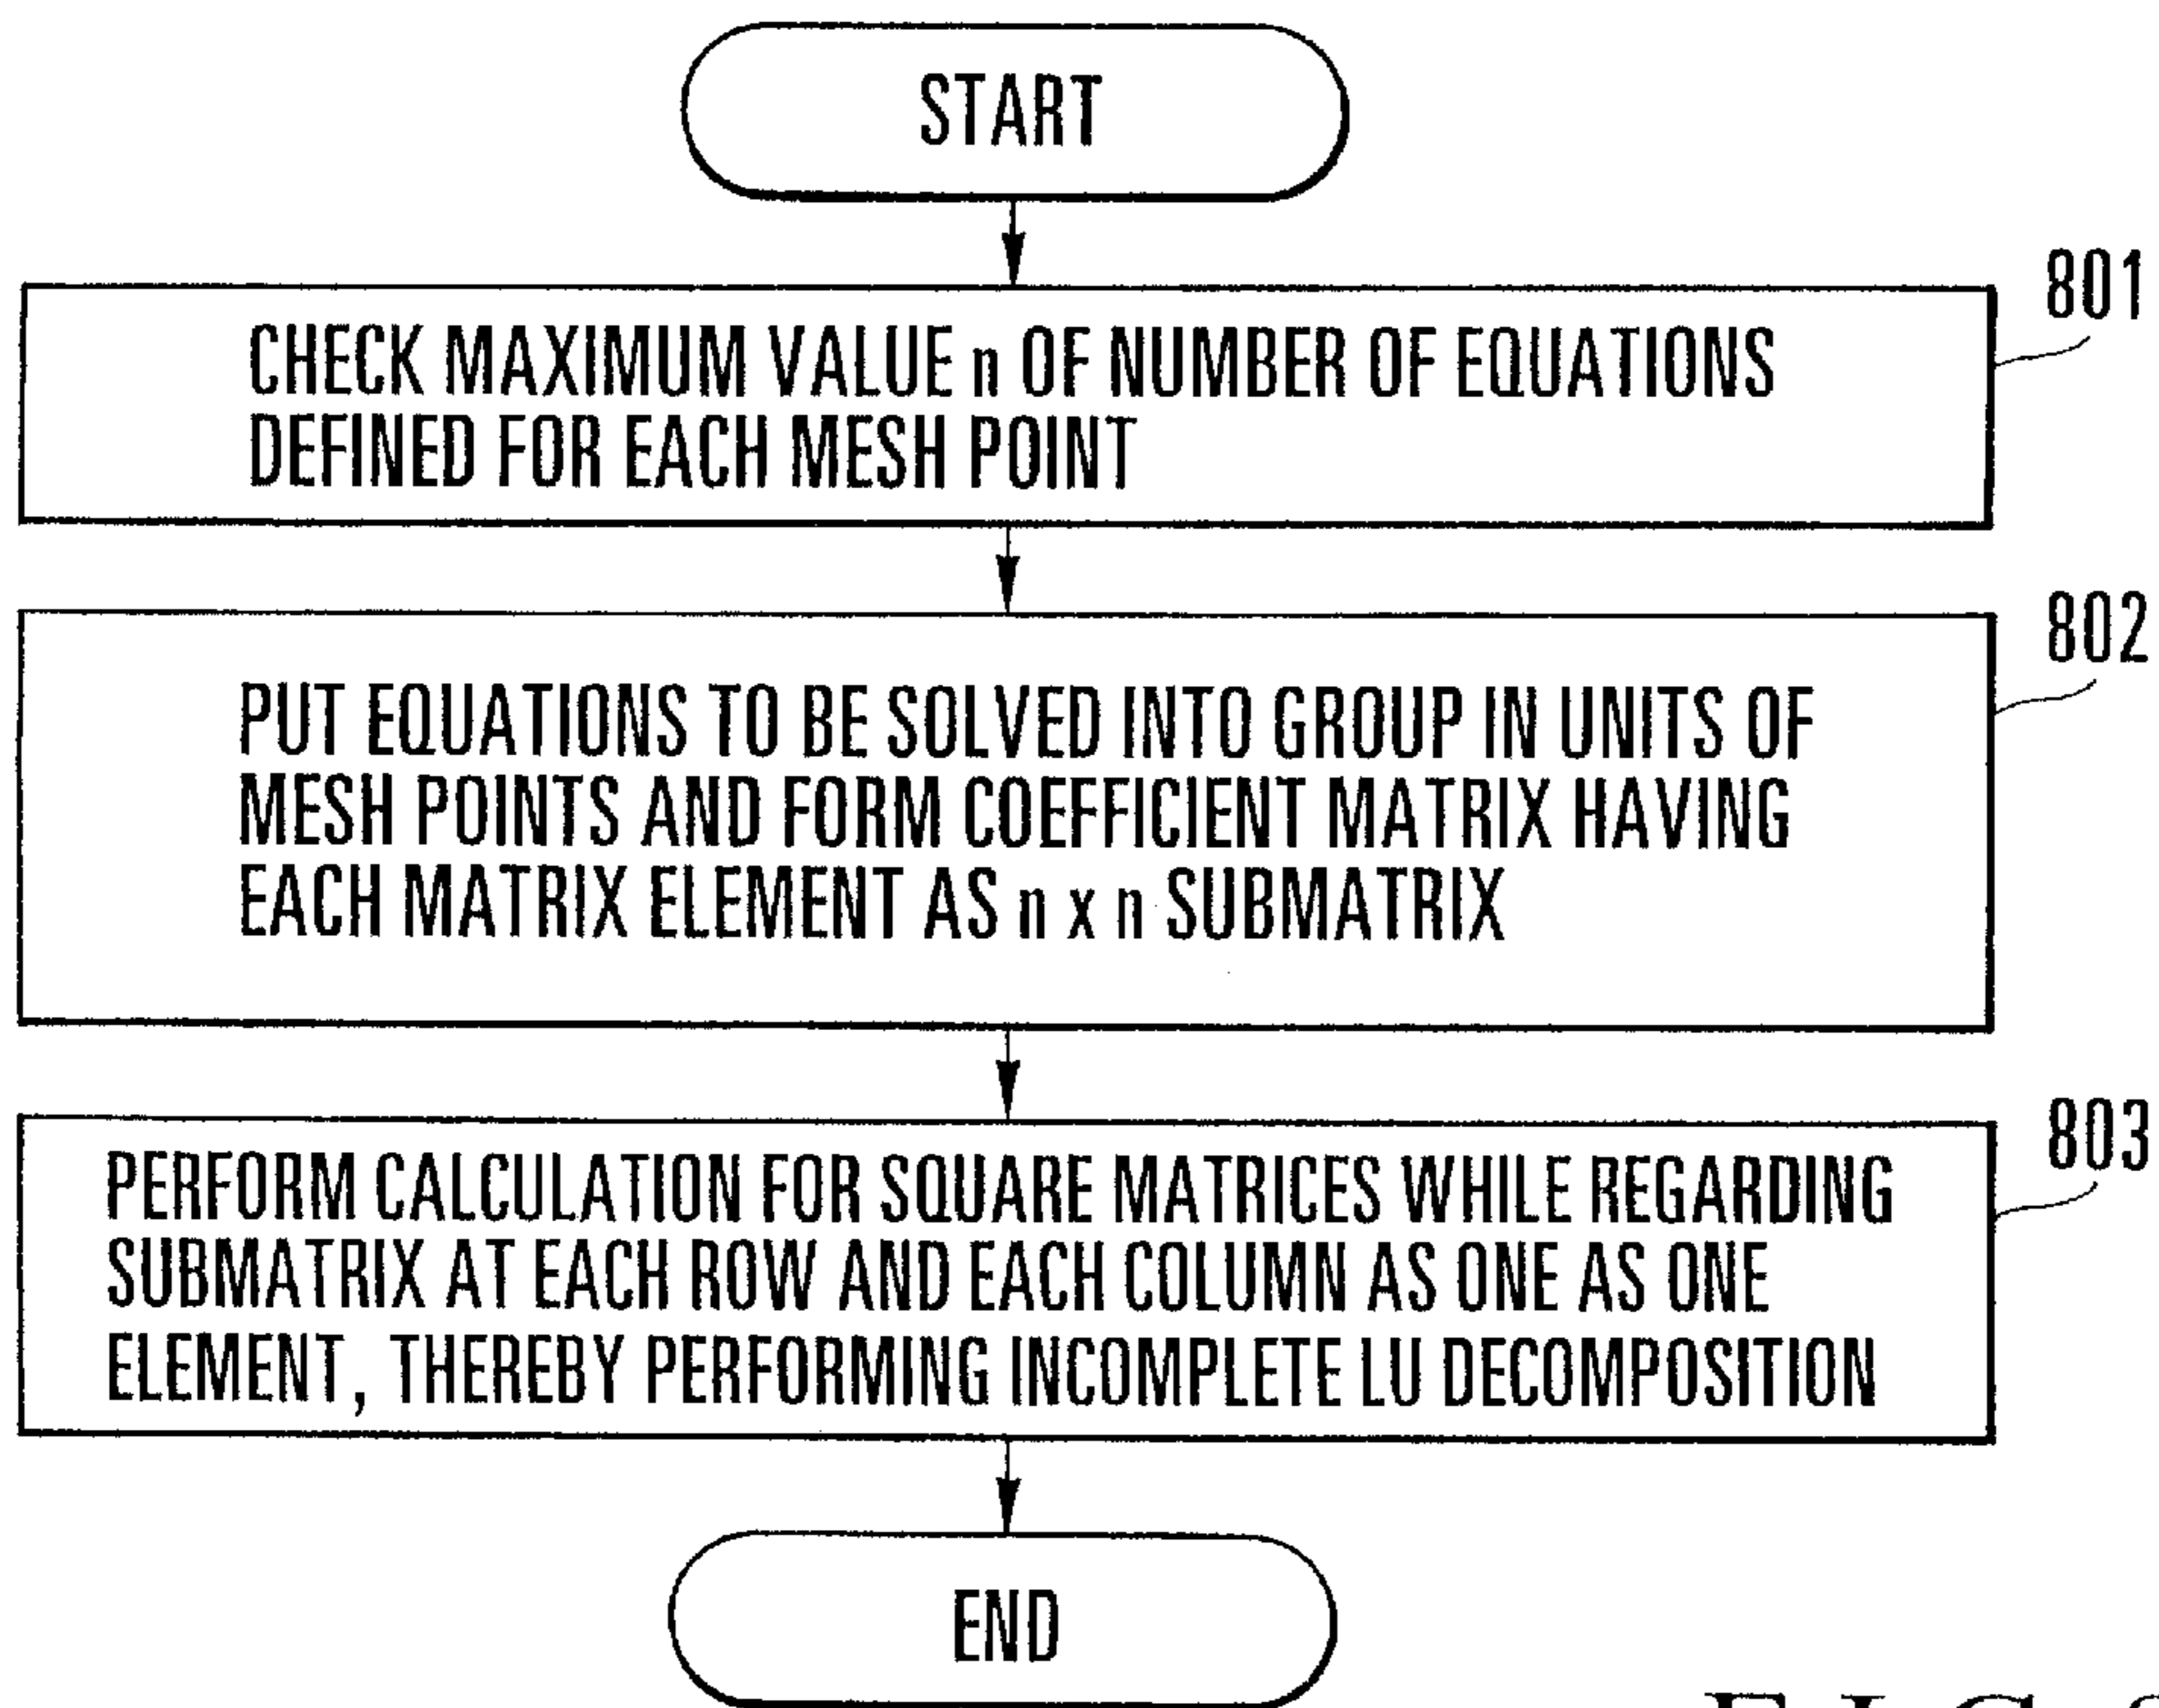 START
801
CHECK MAXIMUM VALUE n OF NUMBER OF EQUATIONS
DEFINED FOR EACH MESH POINT
802
PUT EQUATIONS TO BE SOLVED INTO GROUP IN UNITS OF
MESH POINTS AND FORM COEFFICIENT MATRIX HAVING
EACH MATRIX ELEMENT AS n x n SUBMATRIX
803
PERFORM CALCULATION FOR SQUARE MATRICES WHILE REGARDING
SUBMATRIX AT EACH ROW AND EACH COLUMN AS ONE AS ONE
ELEMENT, THEREBY PERFORMING INCOMPLETE LU DECOMPOSITION
END